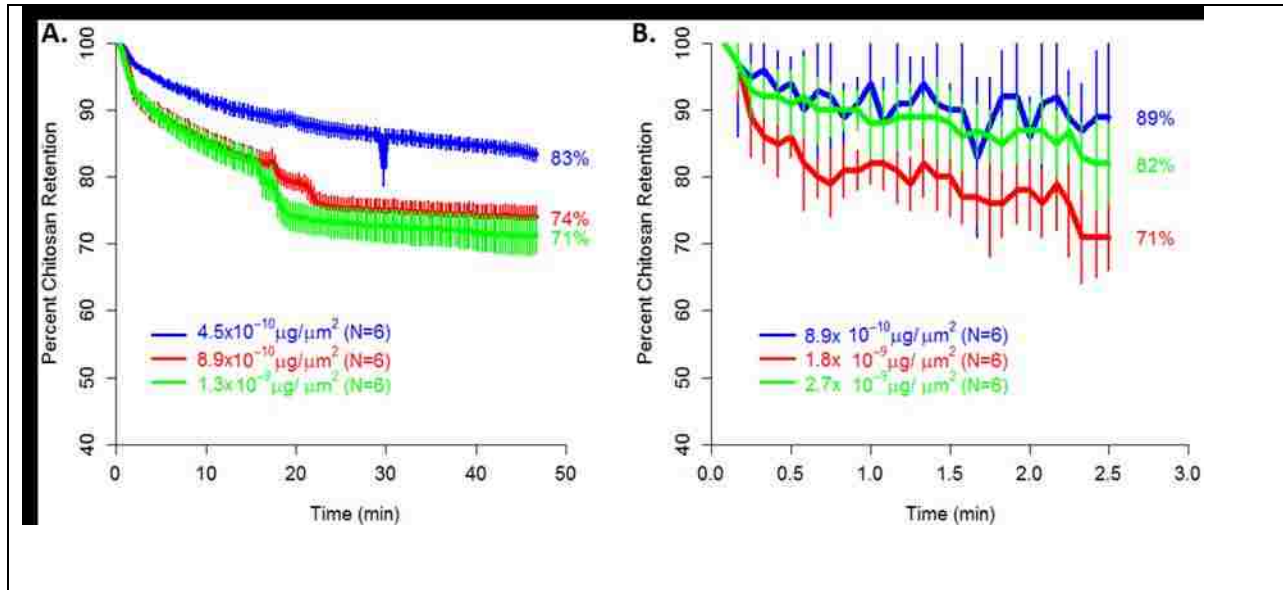 A.
Percent Chitosan Retention
100
90
80
70
60
50
40
83%
74%
71%
4.5x10⁻¹⁰μg/μm² (N=6)
8.9x10⁻¹⁰μg/μm² (N=6)
1.3x10⁻⁹μg/μm² (N=6)
0 10 20 30 40 50
Time (min)
B.
Percent Chitosan Retention
100
90
80
70
60
50
40
89%
82%
71%
8.9x 10⁻¹⁰μg/μm² (N=6)
1.8x 10⁻⁹μg/μm² (N=6)
2.7x 10⁻⁹μg/μm² (N=6)
0.0 0.5 1.0 1.5 2.0 2.5 3.0
Time (min)